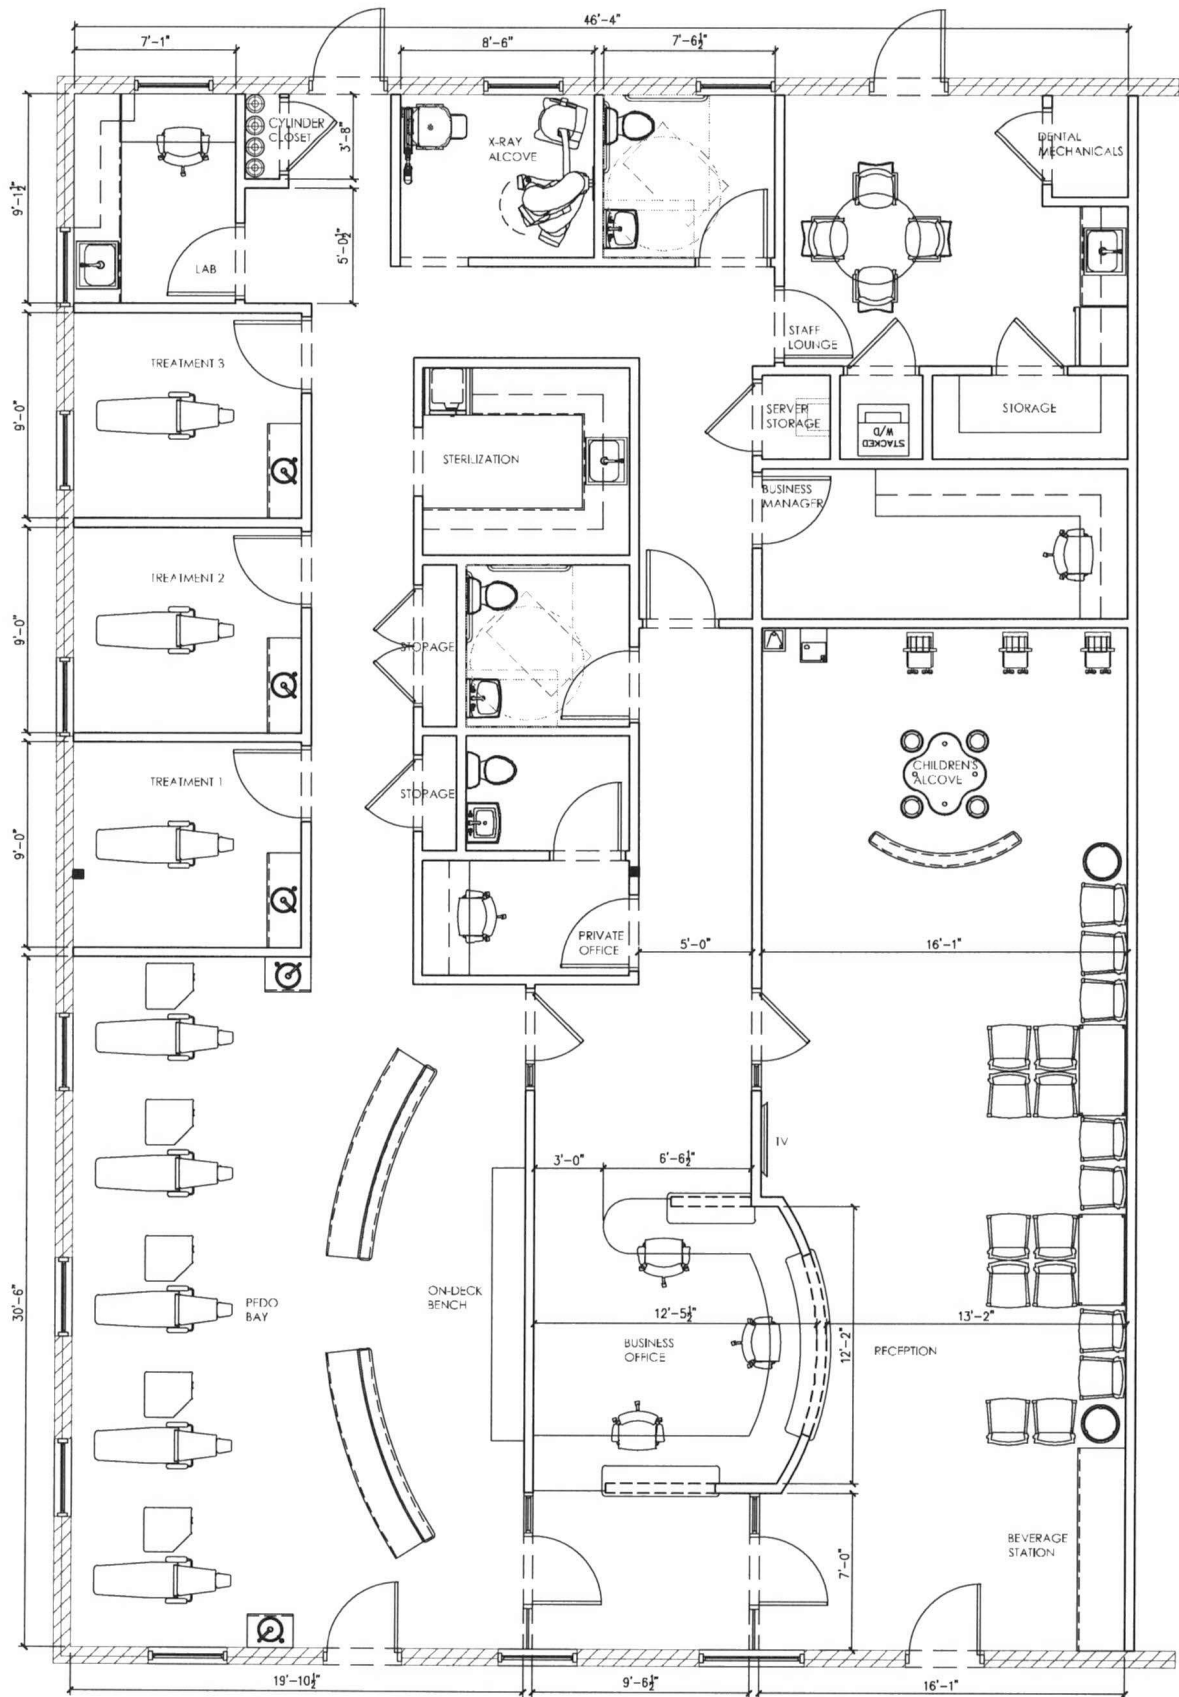 46'-4"
7'-1"
8'-6"
7'-6½"
CYLINDER
CLOSET
3'-8"
X-RAY
ALCOVE
DENTAL
MECHANICALS
9'-1½"
5'-0½"
LAB
STAFF
LOUNGE
TREATMENT 3
9'-0"
SERVER
STORAGE
STACKED
W/D
STORAGE
STERILIZATION
BUSINESS
MANAGER
TREATMENT 2
9'-0"
STORAGE
TREATMENT 1
9'-0"
STORAGE
CHILDREN'S
ALCOVE
PRIVATE
OFFICE
5'-0"
16'-1"
TV
3'-0"
6'-6½"
30'-6"
PEDO
BAY
ON-DECK
BENCH
12'-5½"
13'-2"
BUSINESS
OFFICE
12'-2"
RECEPTION
BEVERAGE
STATION
7'-0"
19'-10½"
9'-6½"
16'-1"